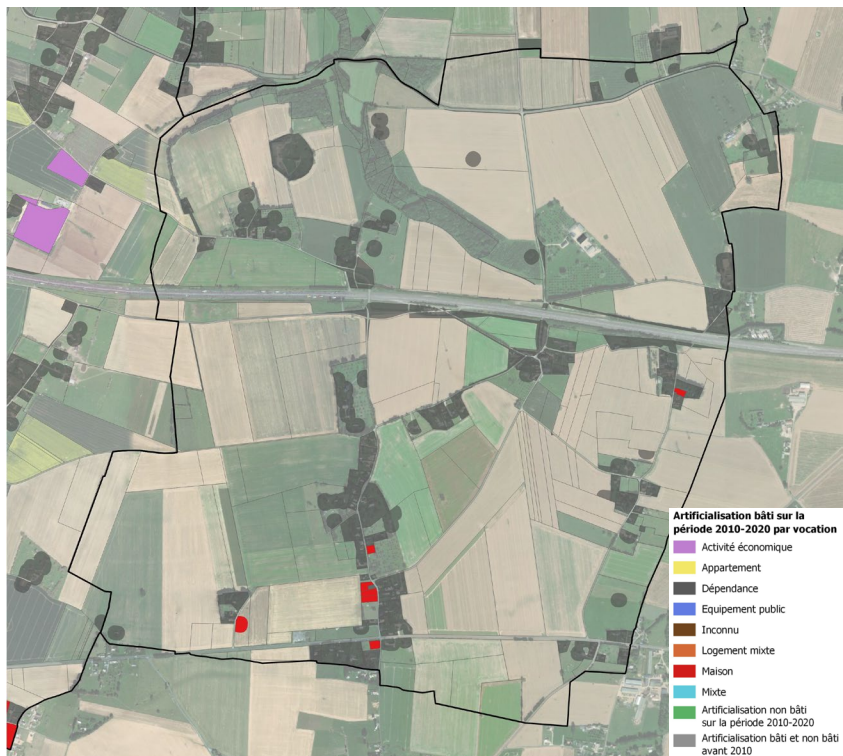 Artificialisation bâti sur la
période 2010-2020 par vocation
Activité économique
Appartement
Dépendance
Equipement public
Inconnu
Logement mixte
Maison
Mixte
Artificialisation non bâti
sur la période 2010-2020
Artificialisation bâti et non bâti
avant 2010